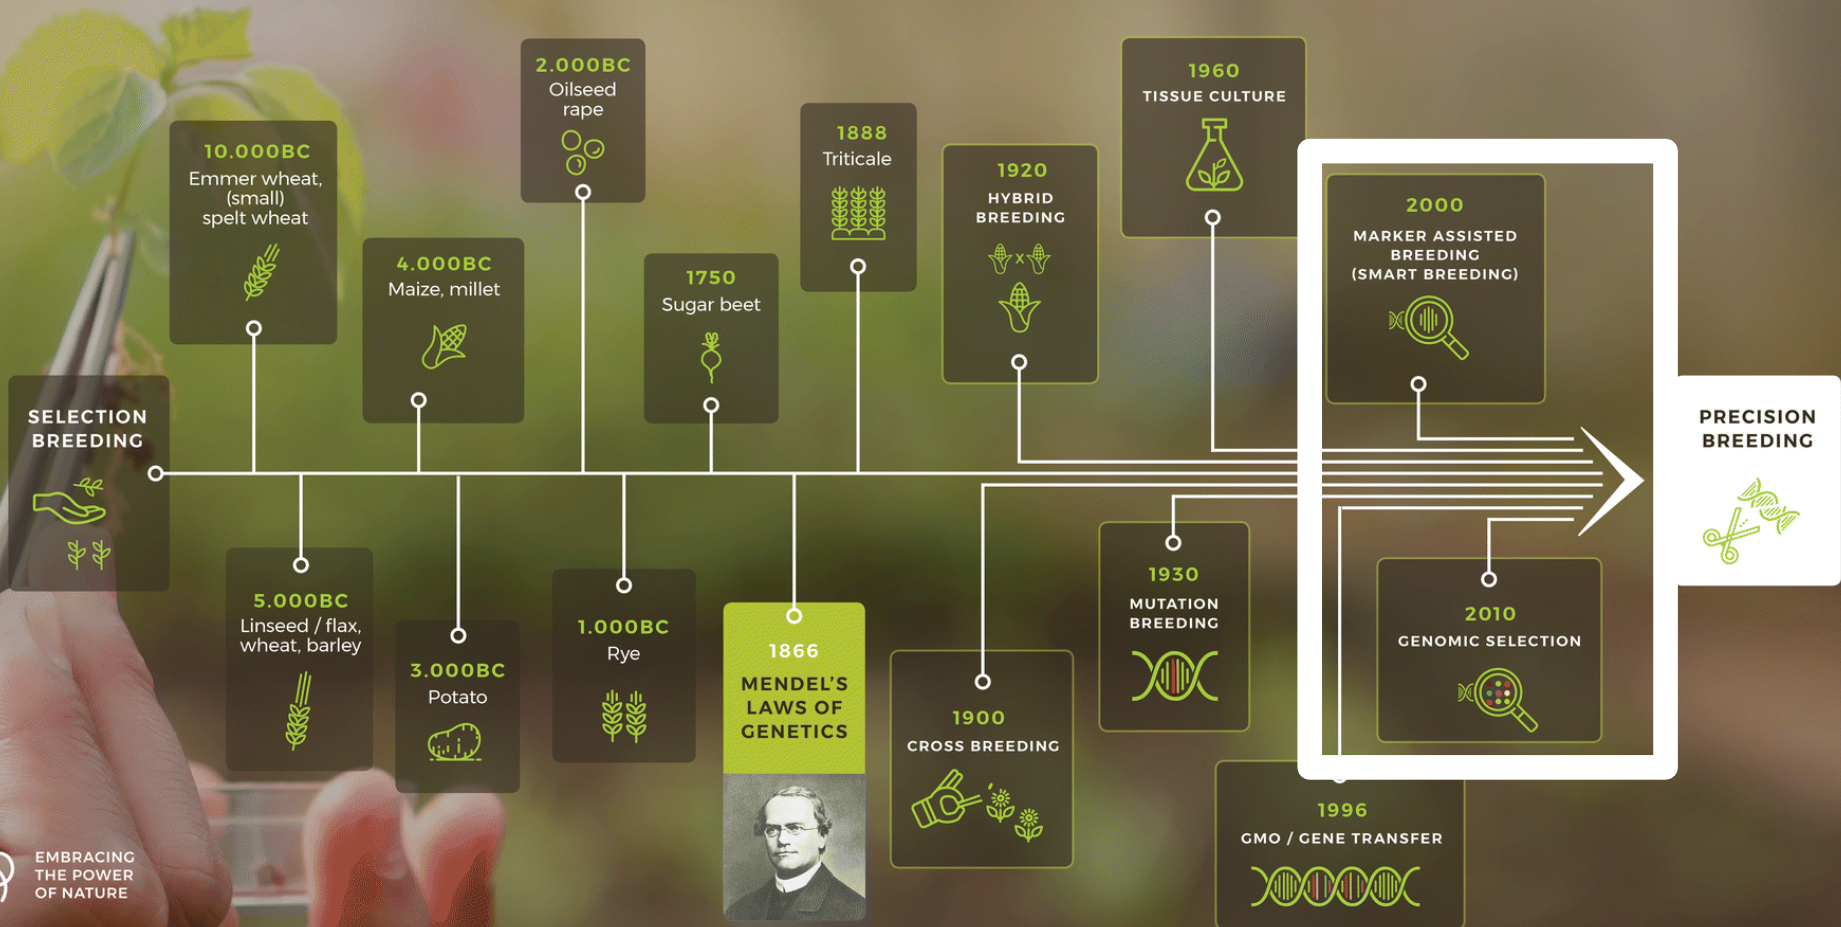 SELECTION
BREEDING
10.000BC
Emmer wheat,
(small)
spelt wheat
5.000BC
Linseed / flax,
wheat, barley
4.000BC
Maize, millet
3.000BC
Potato
2.000BC
Oilseed
rape
1.000BC
Rye
1750
Sugar beet
1866
MENDEL'S
LAWS OF
GENETICS
1888
Triticale
1900
CROSS BREEDING
1920
HYBRID
BREEDING
x
1930
MUTATION
BREEDING
1960
TISSUE CULTURE
1996
GMO / GENE TRANSFER
2000
MARKER ASSISTED
BREEDING
(SMART BREEDING)
2010
GENOMIC SELECTION
PRECISION
BREEDING
EMBRACING
THE POWER
OF NATURE